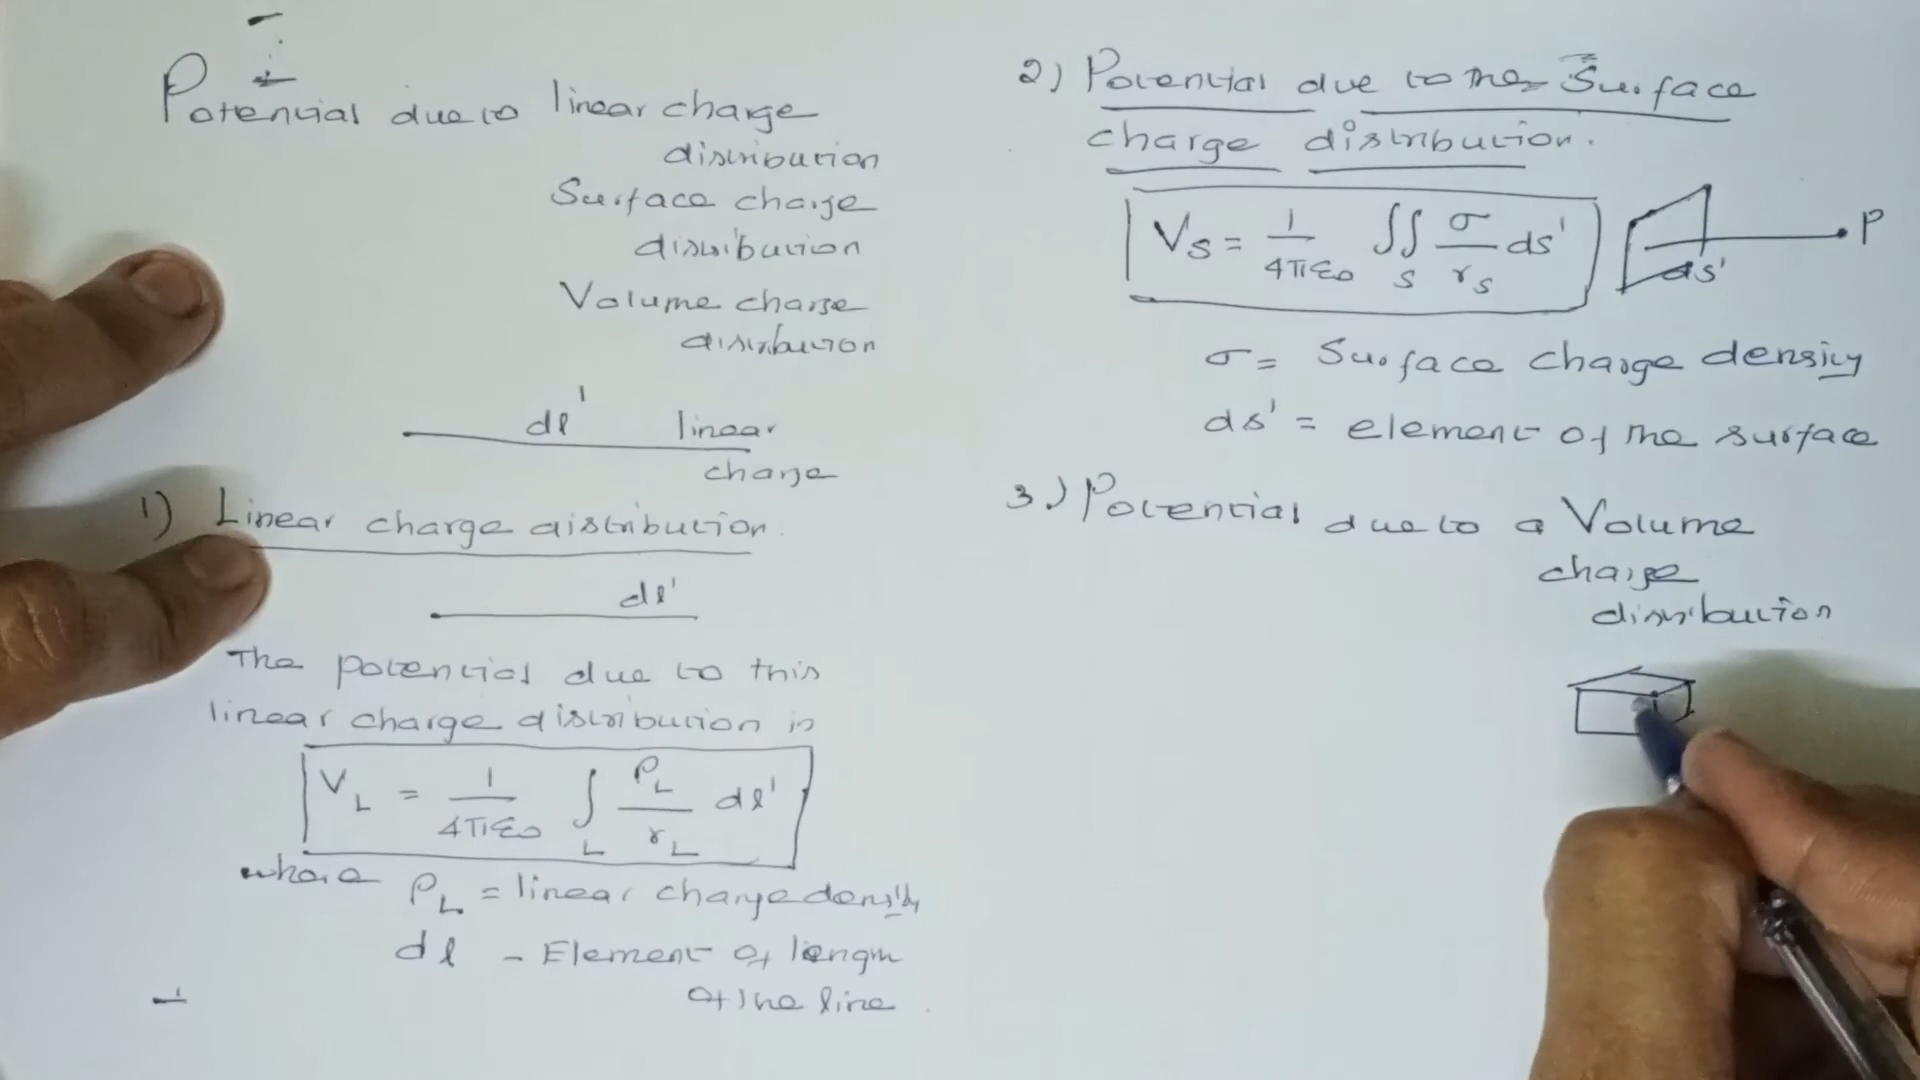 Potential due to linear charge
distribution
Surface charge
distribution
Volume charge
distribution
dl' linear
charge
1) Linear charge distribution.
dl'
The potential due to this
linear charge distribution is
V_L = 1/4πε₀ ∫_L ρ_L/r_L dl'
where ρ_L = linear charge density
dl - Element of length
of the line.
2) Potential due to the Surface
charge distribution.
V_S = 1/4πε₀ ∬_S σ/r_S ds'
ds'
P
σ = Surface charge density
ds' = element of the surface
3.) Potential due to a Volume
charge
distribution